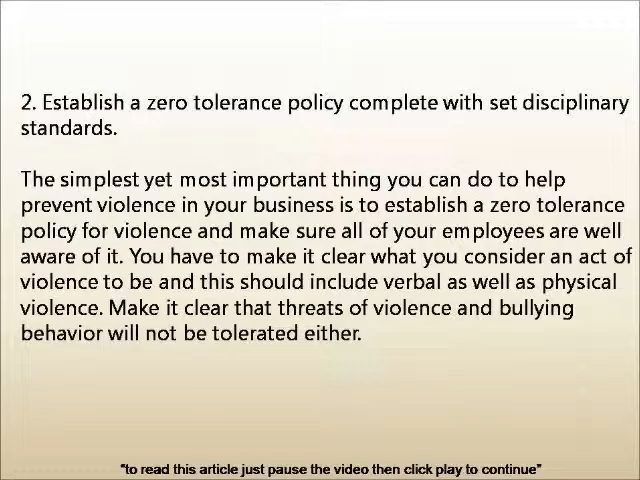 2. Establish a zero tolerance policy complete with set disciplinary
standards.
The simplest yet most important thing you can do to help
prevent violence in your business is to establish a zero tolerance
policy for violence and make sure all of your employees are well
aware of it. You have to make it clear what you consider an act of
violence to be and this should include verbal as well as physical
violence. Make it clear that threats of violence and bullying
behavior will not be tolerated either.
"to read this article just pause the video then click play to continue"